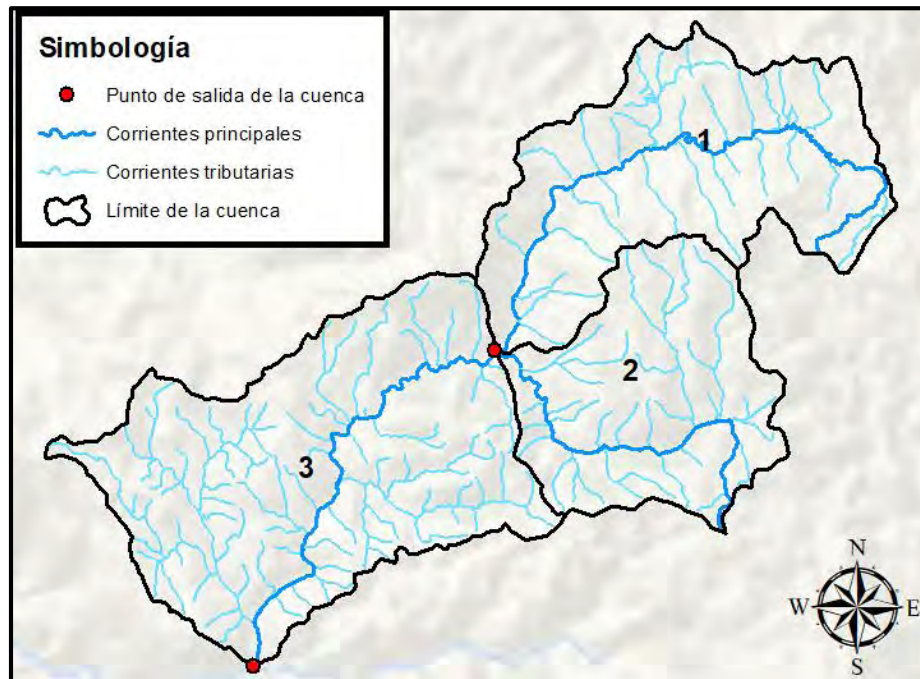 Simbología
Punto de salida de la cuenca
Corrientes principales
Corrientes tributarias
Límite de la cuenca
1
2
3
N
W E
S